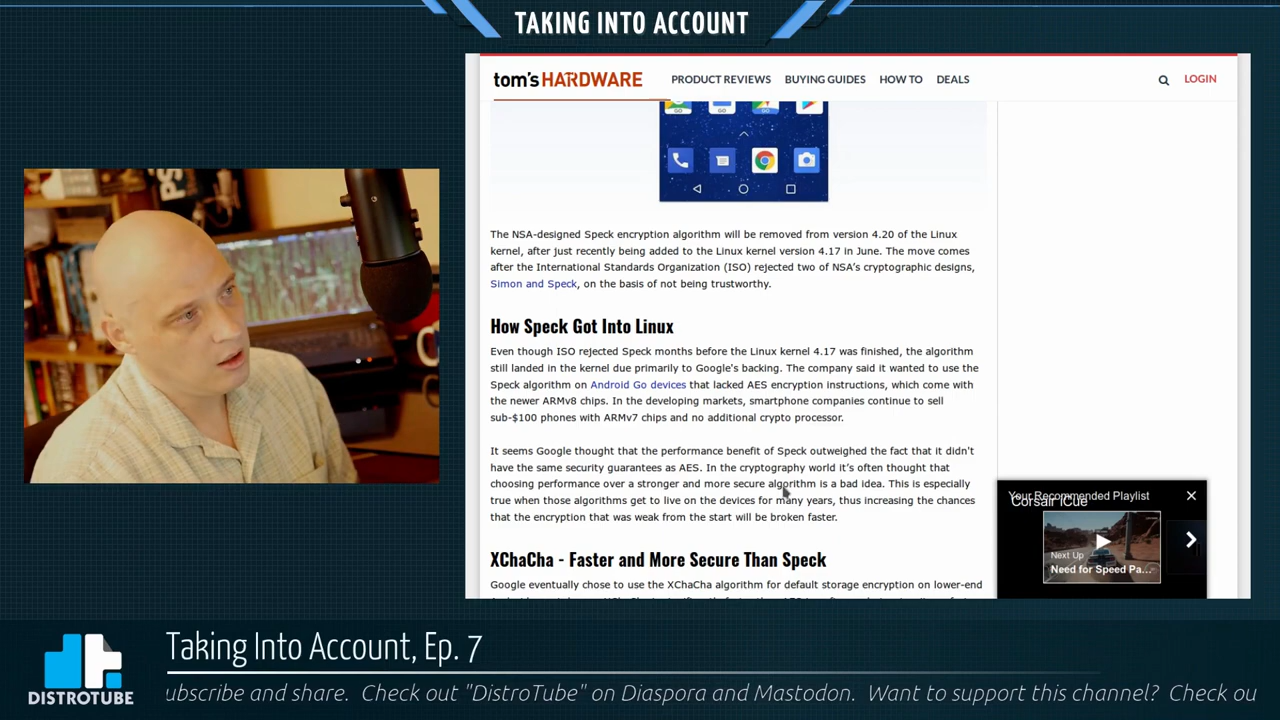 TAKING INTO ACCOUNT
tom's HARDWARE
PRODUCT REVIEWS BUYING GUIDES HOW TO DEALS
LOGIN
The NSA-designed Speck encryption algorithm will be removed from version 4.20 of the Linux
kernel, after just recently being added to the Linux kernel version 4.17 in June. The move comes
after the International Standards Organization (ISO) rejected two of NSA's cryptographic designs,
Simon and Speck, on the basis of not being trustworthy.
How Speck Got Into Linux
Even though ISO rejected Speck months before the Linux kernel 4.17 was finished, the algorithm
still landed in the kernel due primarily to Google's backing. The company said it wanted to use the
Speck algorithm on Android Go devices that lacked AES encryption instructions, which come with
the newer ARMv8 chips. In the developing markets, smartphone companies continue to sell
sub-$100 phones with ARMv7 chips and no additional crypto processor.
It seems Google thought that the performance benefit of Speck outweighed the fact that it didn't
have the same security guarantees as AES. In the cryptography world it's often thought that
choosing performance over a stronger and more secure algorithm is a bad idea. This is especially
true when those algorithms get to live on the devices for many years, thus increasing the chances
that the encryption that was weak from the start will be broken faster.
XChaCha - Faster and More Secure Than Speck
Google eventually chose to use the XChaCha algorithm for default storage encryption on lower-end
Your Recommended Playlist
Corsair iCue
Next Up
Need for Speed Pa...
Taking Into Account, Ep. 7
DISTROTUBE
ubscribe and share. Check out "DistroTube" on Diaspora and Mastodon. Want to support this channel? Check ou